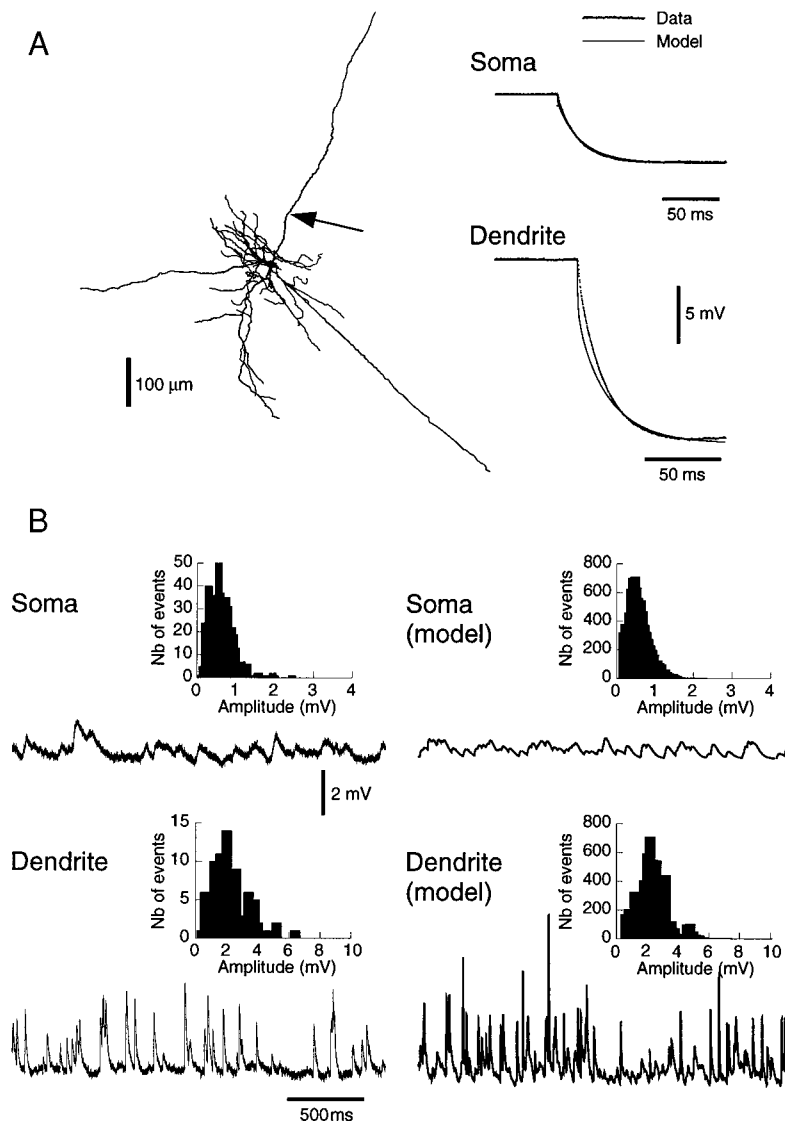 A
Data
Model
Soma
50 ms
Dendrite
5 mV
100 μm
50 ms
B
Soma
Nb of events
50
40
30
20
10
0
0 1 2 3 4
Amplitude (mV)
Soma
(model)
Nb of events
800
600
400
200
0
0 1 2 3 4
Amplitude (mV)
2 mV
Dendrite
Nb of events
15
10
5
0
0 2 4 6 8 10
Amplitude (mV)
Dendrite
(model)
Nb of events
800
600
400
200
0
0 2 4 6 8 10
Amplitude (mV)
500ms